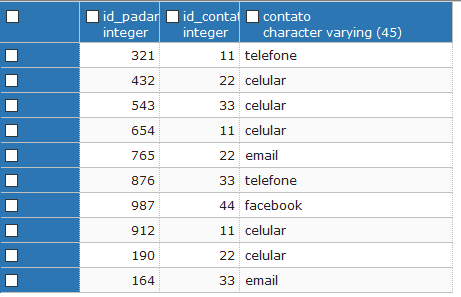 id_padar id_contat contato
integer integer character varying (45)
321 11 telefone
432 22 celular
543 33 celular
654 11 celular
765 22 email
876 33 telefone
987 44 facebook
912 11 celular
190 22 celular
164 33 email